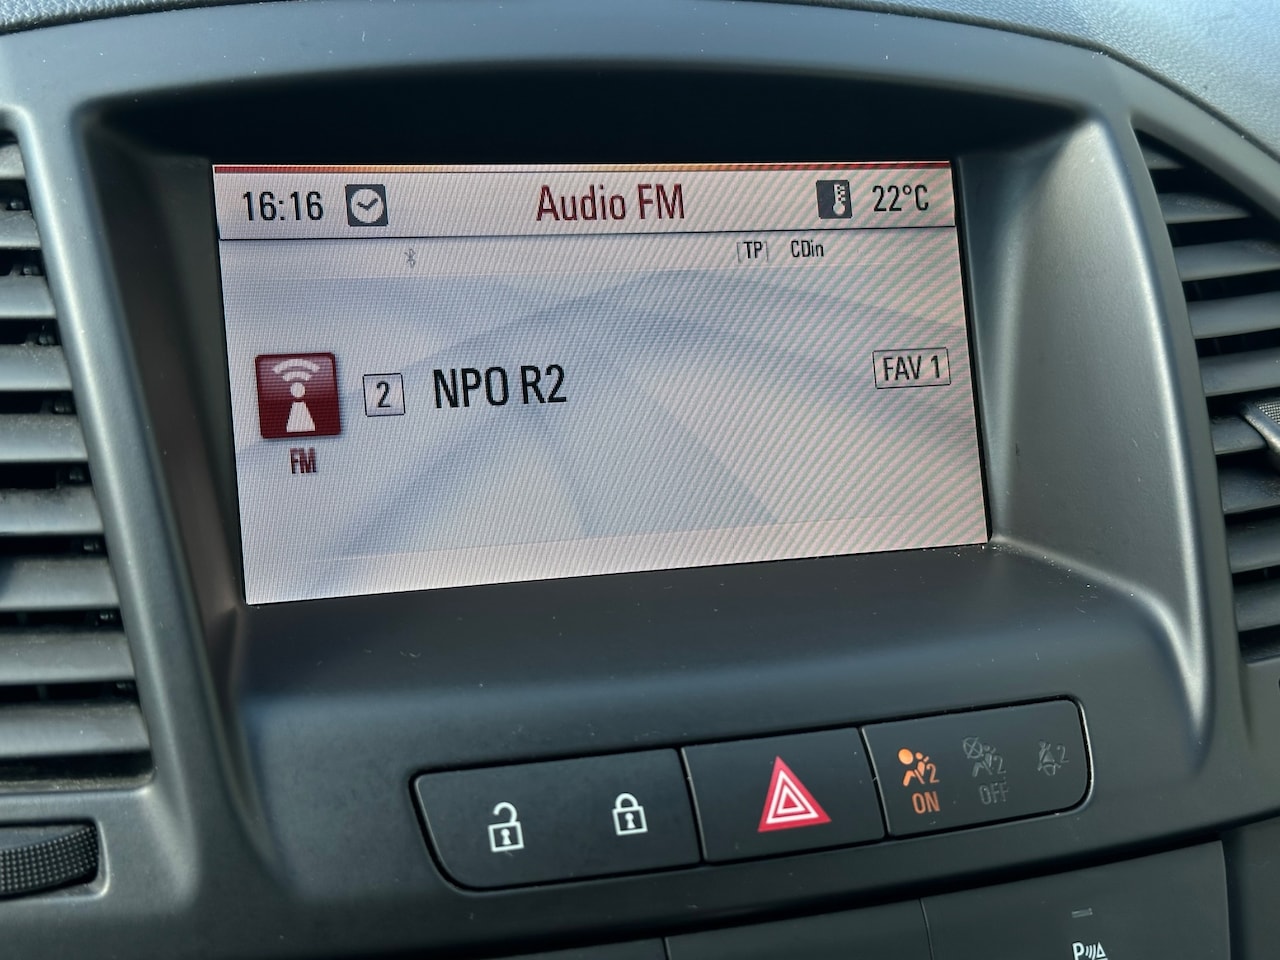 16:16 Audio FM 22°C
[TP] CDin
2 NPO R2 FAV 1
FM
2 2 2
ON OFF
P